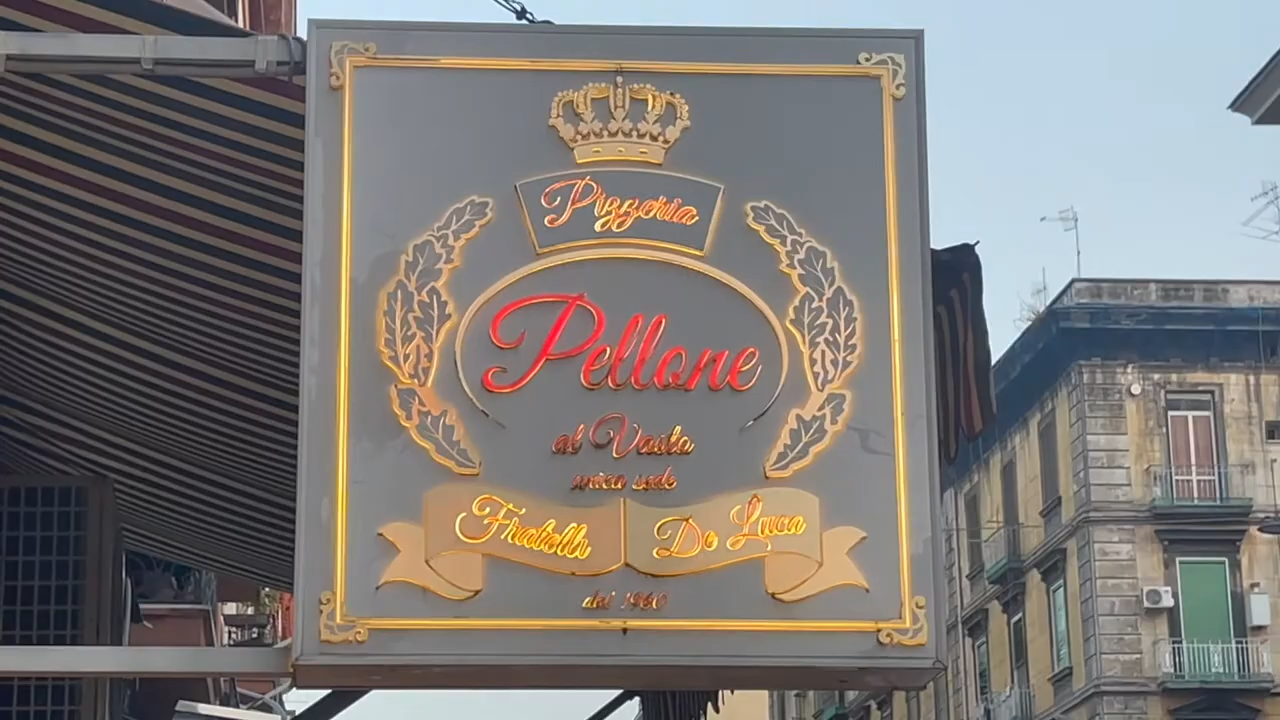 Pizzeria
Pellone
al Vasto
unica sede
Fratelli De Luca
dal 1960